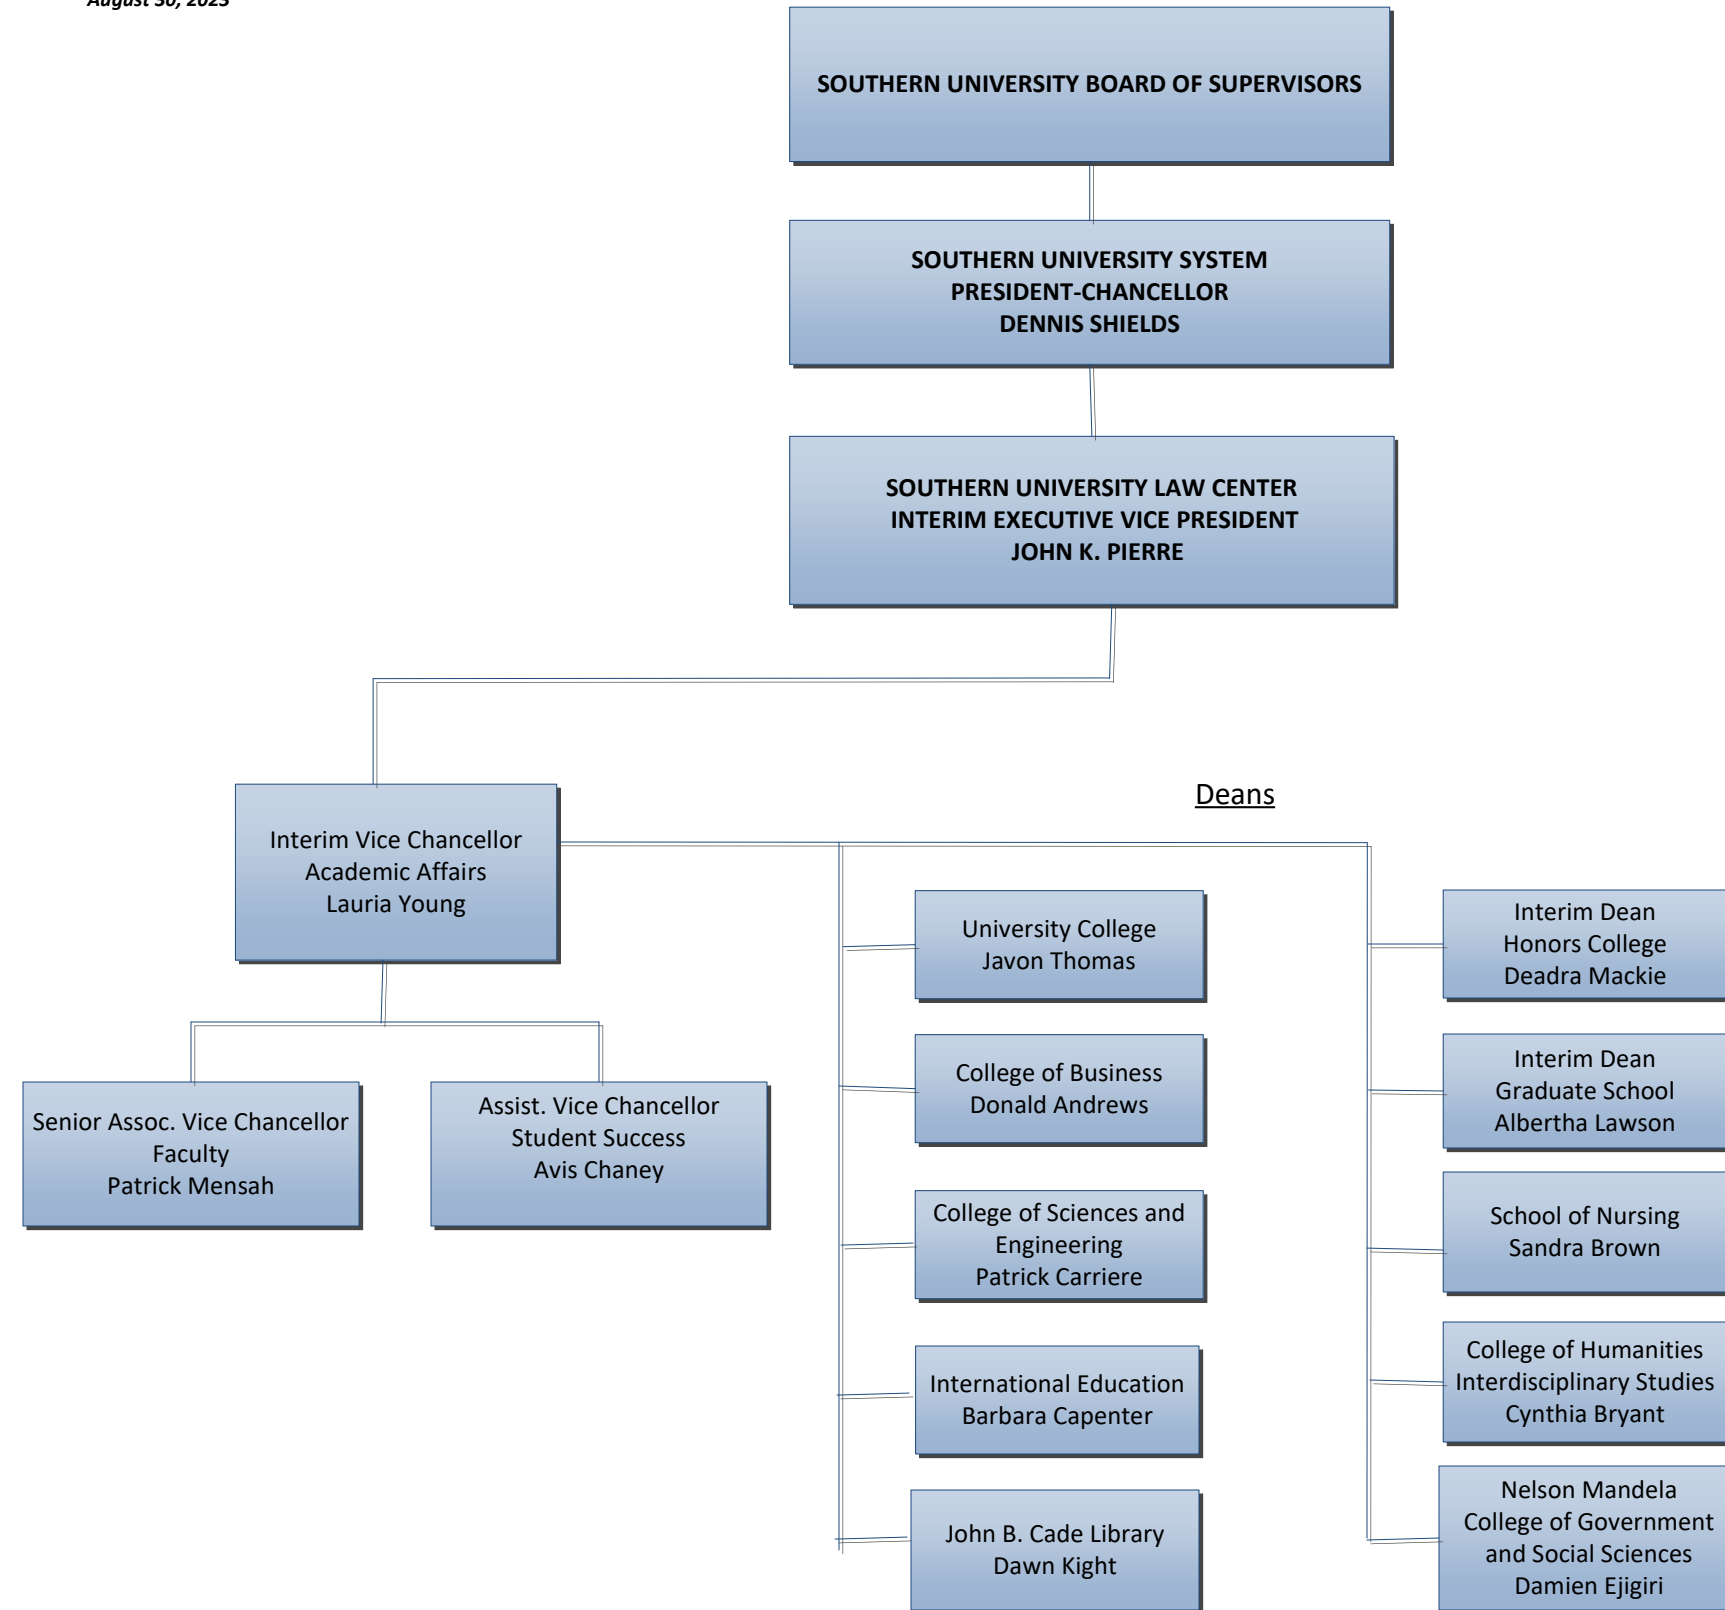 August 30, 2023
SOUTHERN UNIVERSITY BOARD OF SUPERVISORS
SOUTHERN UNIVERSITY SYSTEM
PRESIDENT-CHANCELLOR
DENNIS SHIELDS
SOUTHERN UNIVERSITY LAW CENTER
INTERIM EXECUTIVE VICE PRESIDENT
JOHN K. PIERRE
Interim Vice Chancellor
Academic Affairs
Lauria Young
Senior Assoc. Vice Chancellor
Faculty
Patrick Mensah
Assist. Vice Chancellor
Student Success
Avis Chaney
Deans
University College
Javon Thomas
College of Business
Donald Andrews
College of Sciences and
Engineering
Patrick Carriere
International Education
Barbara Capenter
John B. Cade Library
Dawn Kight
Interim Dean
Honors College
Deadra Mackie
Interim Dean
Graduate School
Albertha Lawson
School of Nursing
Sandra Brown
College of Humanities
Interdisciplinary Studies
Cynthia Bryant
Nelson Mandela
College of Government
and Social Sciences
Damien Ejigiri